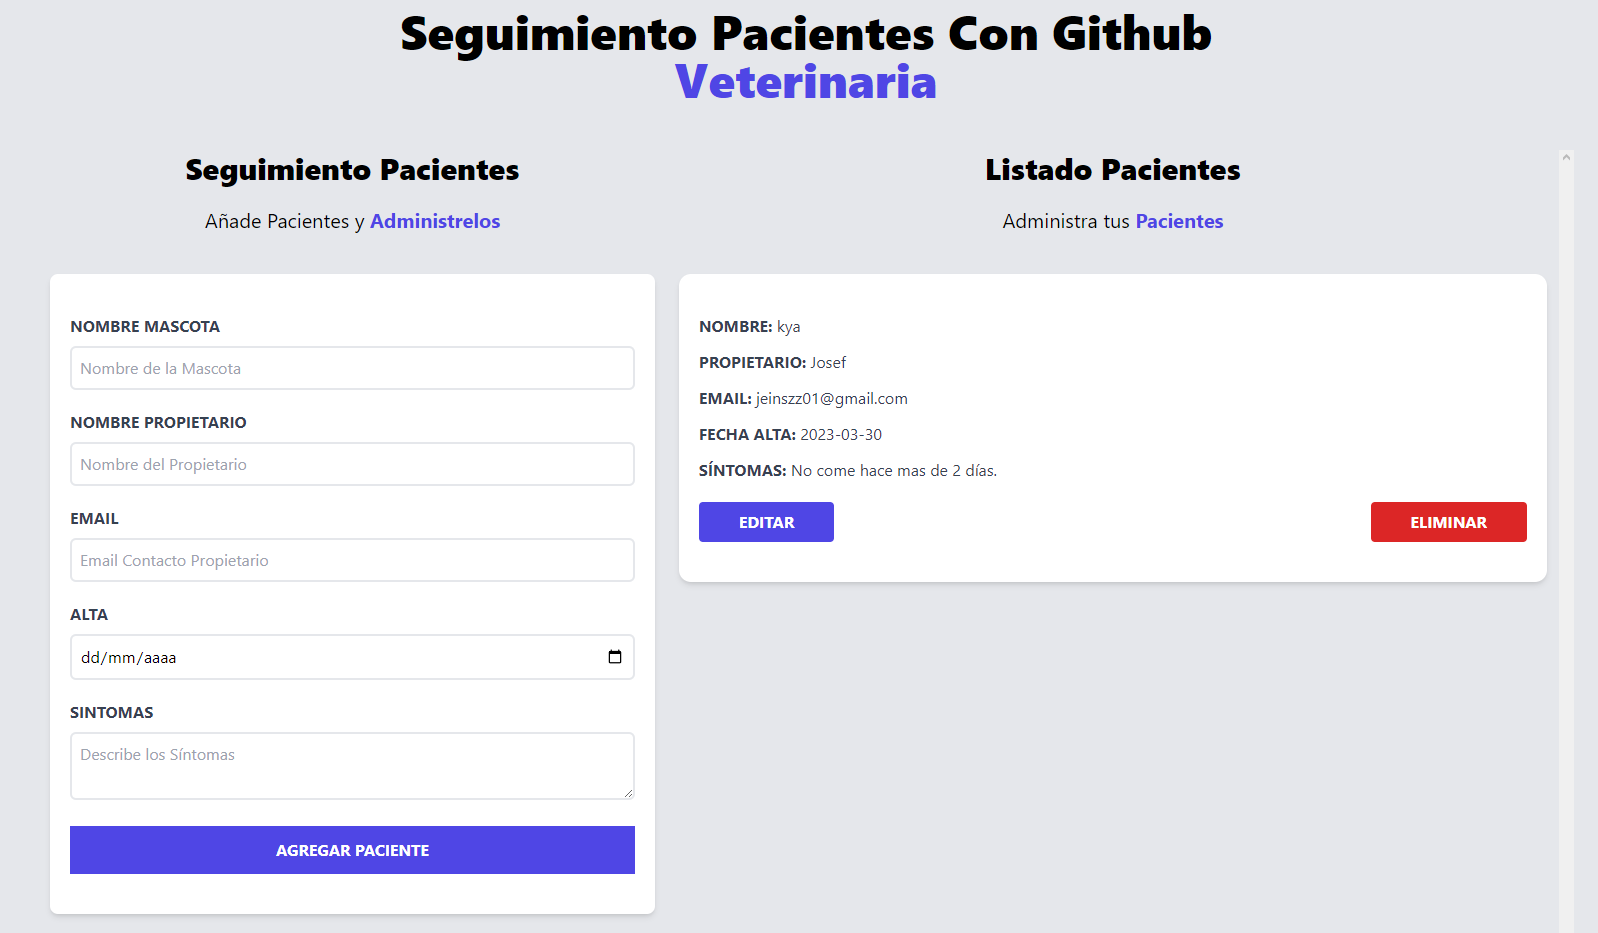 Seguimiento Pacientes Con Github
Veterinaria
Seguimiento Pacientes
Añade Pacientes y Administrelos
NOMBRE MASCOTA
Nombre de la Mascota
NOMBRE PROPIETARIO
Nombre del Propietario
EMAIL
Email Contacto Propietario
ALTA
dd/mm/aaaa
SINTOMAS
Describe los Síntomas
AGREGAR PACIENTE
Listado Pacientes
Administra tus Pacientes
NOMBRE: kya
PROPIETARIO: Josef
EMAIL: jeinszz01@gmail.com
FECHA ALTA: 2023-03-30
SÍNTOMAS: No come hace mas de 2 días.
EDITAR
ELIMINAR